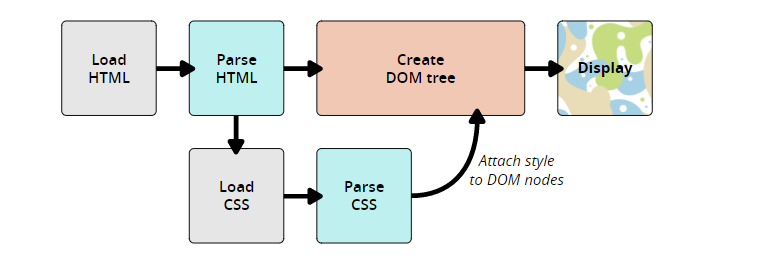 Load
HTML
Parse
HTML
Create
DOM tree
Display
Load
CSS
Parse
CSS
Attach style
to DOM nodes